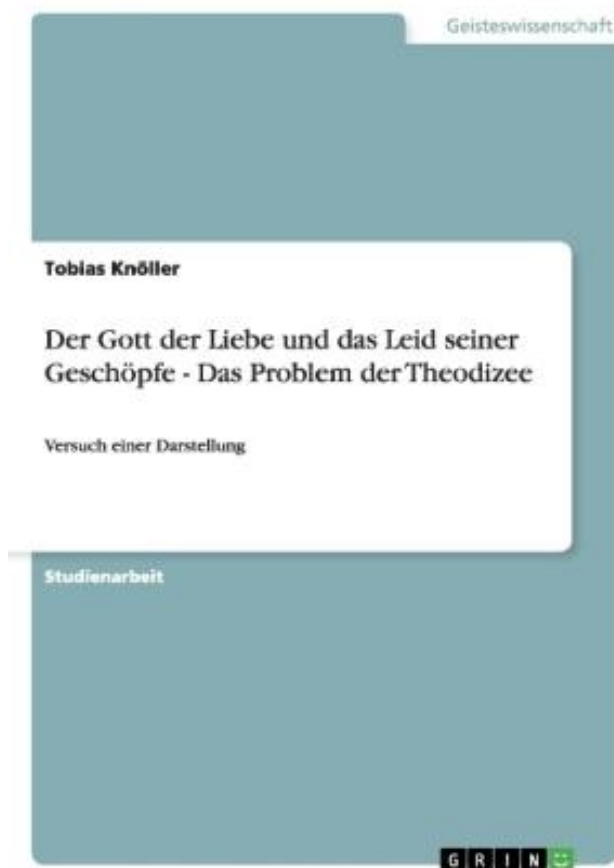 Geisteswissenschaft
Tobias Knöller
Der Gott der Liebe und das Leid seiner
Geschöpfe - Das Problem der Theodizee
Versuch einer Darstellung
Studienarbeit
GRIN